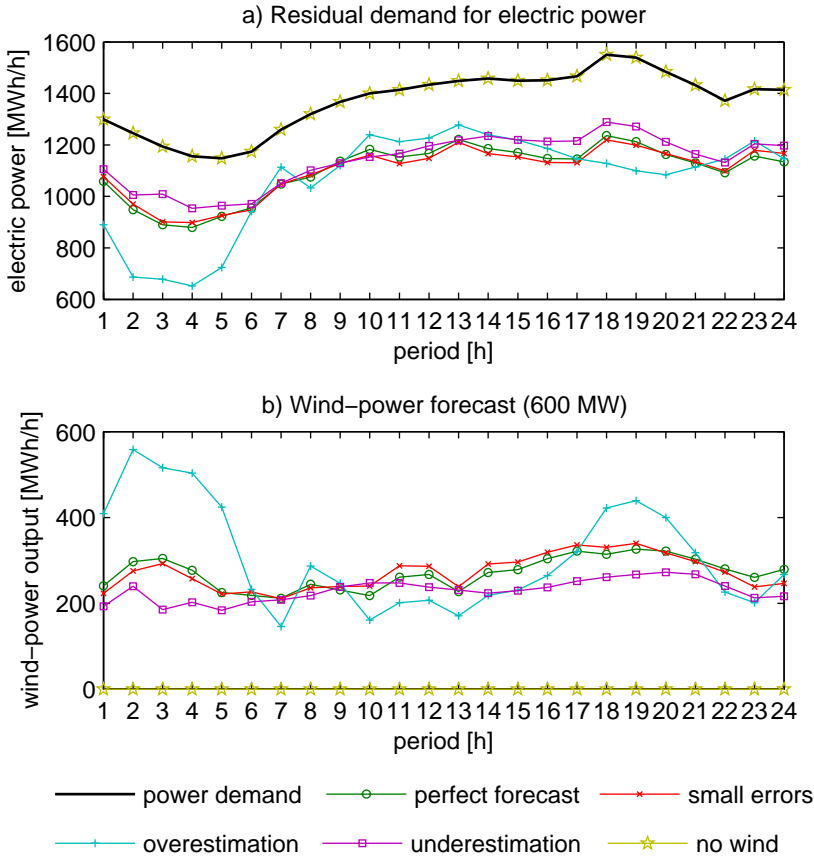 a) Residual demand for electric power
electric power [MWh/h]
1600
1400
1200
1000
800
600
1 2 3 4 5 6 7 8 9 10 11 12 13 14 15 16 17 18 19 20 21 22 23 24
period [h]
b) Wind−power forecast (600 MW)
wind−power output [MWh/h]
600
400
200
0
1 2 3 4 5 6 7 8 9 10 11 12 13 14 15 16 17 18 19 20 21 22 23 24
period [h]
power demand perfect forecast small errors
overestimation underestimation no wind